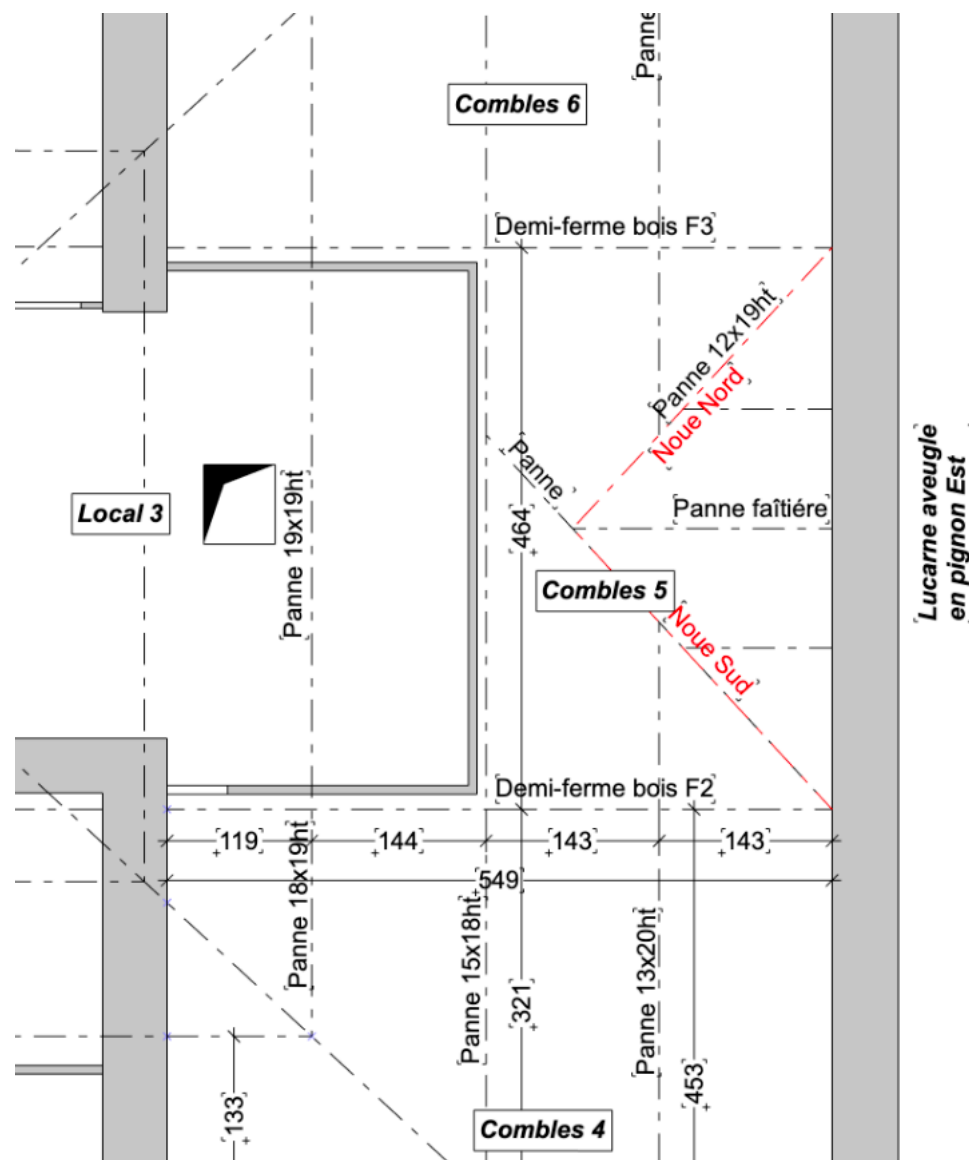 Panne
Combles 6
Demi-ferme bois F3
Panne 12x19ht
Noue Nord
Panne
Panne faîtiére
464
Local 3
Panne 19x19ht
Combles 5
Noue Sud
Lucarne aveugle
en pignon Est
Demi-ferme bois F2
119
144
143
143
549
Panne 18x19ht
Panne 15x18ht
321
Panne 13x20ht
453
133
Combles 4